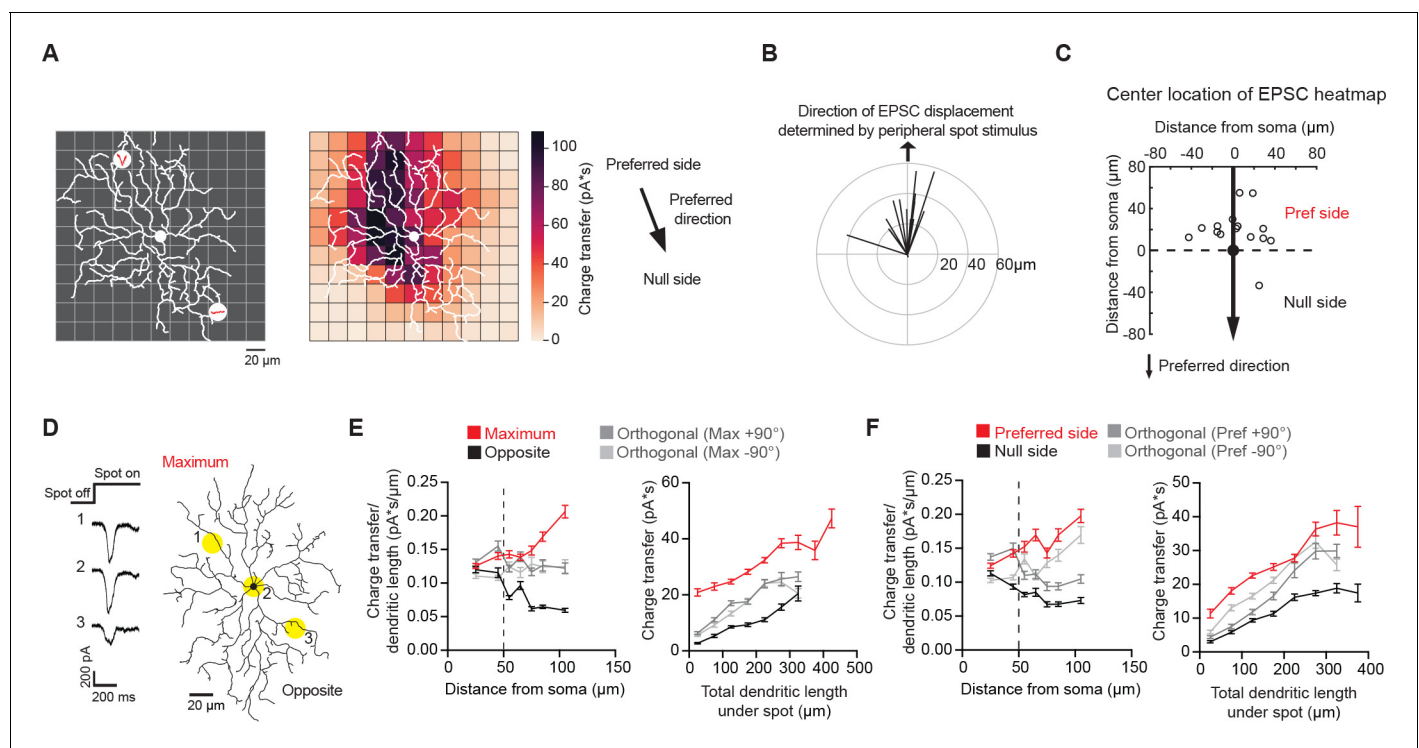 A
20 µm
Charge transfer (pA*s)
100
80
60
40
20
0
Preferred side
Preferred
direction
Null side
B
Direction of EPSC displacement
determined by peripheral spot stimulus
20 40 60µm
C
Center location of EPSC heatmap
Distance from soma (µm)
-80 -40 0 40 80
Distance from soma (µm)
80
40
0
-40
-80
Pref side
Null side
Preferred direction
D
Spot on
Spot off
1
2
3
200 pA
200 ms
Maximum
1
2
3
Opposite
20 µm
E
Maximum
Opposite
Orthogonal (Max +90°)
Orthogonal (Max -90°)
Charge transfer/
dendritic length (pA*s/µm)
0.25
0.20
0.15
0.10
0.05
0.00
0 50 100 150
Distance from soma (µm)
Charge transfer (pA*s)
60
40
20
0
0 100 200 300 400 500
Total dendritic length
under spot (µm)
F
Preferred side
Null side
Orthogonal (Pref +90°)
Orthogonal (Pref -90°)
Charge transfer/
dendritic length (pA*s/µm)
0.25
0.20
0.15
0.10
0.05
0.00
0 50 100 150
Distance from soma (µm)
Charge transfer (pA*s)
50
40
30
20
10
0
0 100 200 300 400
Total dendritic length
under spot (µm)